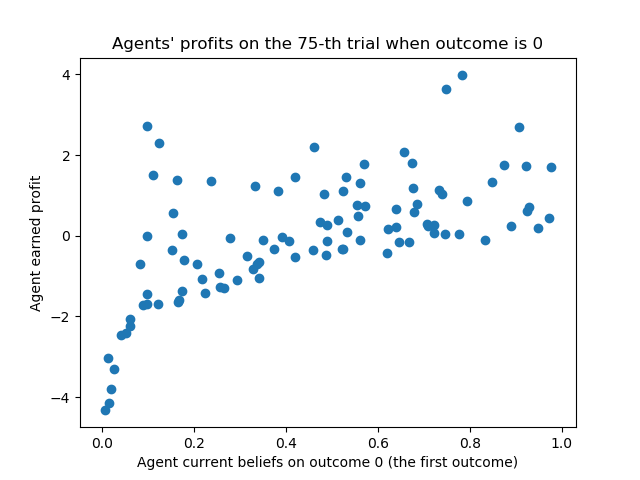 Agents' profits on the 75-th trial when outcome is 0
4
2
0
−2
−4
Agent earned profit
0.0 0.2 0.4 0.6 0.8 1.0
Agent current beliefs on outcome 0 (the first outcome)